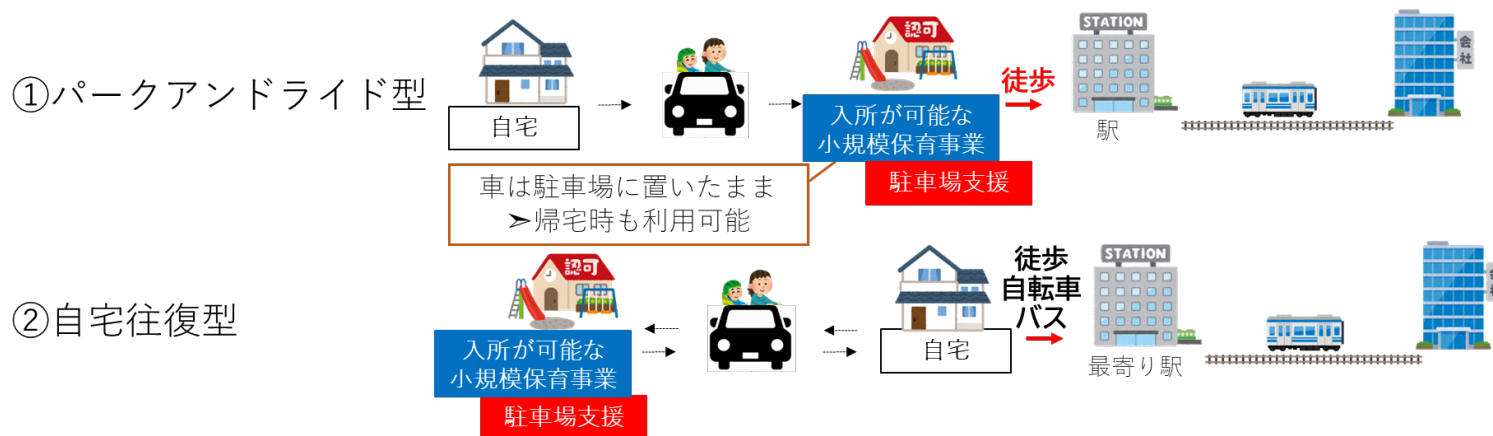 ①パークアンドライド型
自宅
認可
入所が可能な
小規模保育事業
駐車場支援
徒歩
STATION
駅
会社
車は駐車場に置いたまま
➣帰宅時も利用可能
②自宅往復型
認可
入所が可能な
小規模保育事業
駐車場支援
自宅
徒歩
自転車
バス
STATION
最寄り駅